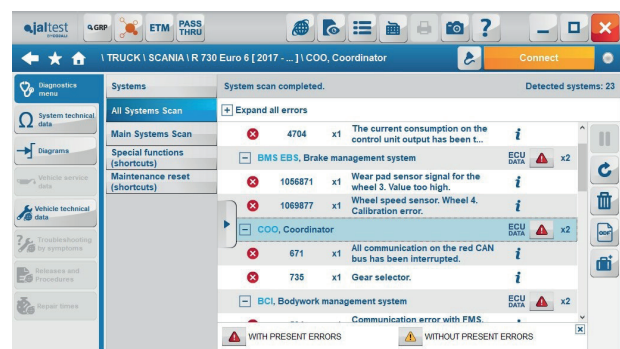 jaltest
GRP
ETM
PASS
THRU
?
\ TRUCK \ SCANIA \ R 730 Euro 6 [ 2017 - ... ] \ COO, Coordinator
Connect
Diagnostics
menu
System technical
data
Diagrams
Vehicle service
data
Vehicle technical
data
Troubleshooting
by symptoms
Releases and
Procedures
Repair times
Systems
All Systems Scan
Main Systems Scan
Special functions
(shortcuts)
Maintenance reset
(shortcuts)
System scan completed.
Detected systems: 23
Expand all errors
4704 x1 The current consumption on the
control unit output has been t...
BMS EBS, Brake management system ECU DATA x2
1056871 x1 Wear pad sensor signal for the
wheel 3. Value too high.
1069877 x1 Wheel speed sensor. Wheel 4.
Calibration error.
COO, Coordinator ECU DATA x2
671 x1 All communication on the red CAN
bus has been interrupted.
735 x1 Gear selector.
BCI, Bodywork management system ECU DATA x2
Communication error with FMS.
WITH PRESENT ERRORS
WITHOUT PRESENT ERRORS